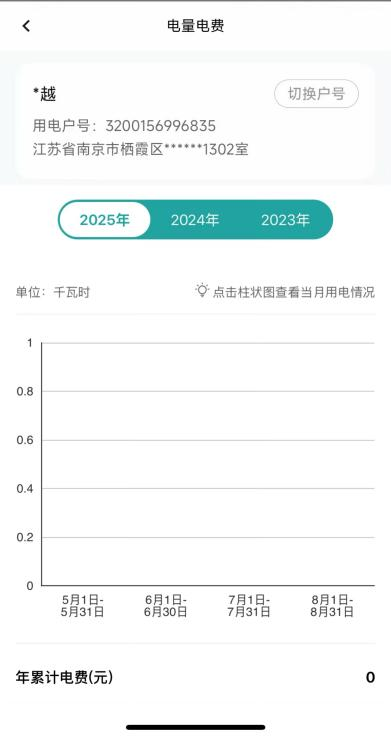 电量电费
*越
切换户号
用电户号：3200156996835
江苏省南京市栖霞区******1302室
2025年 2024年 2023年
单位：千瓦时
点击柱状图查看当月用电情况
1
0.8
0.6
0.4
0.2
0
5月1日-
5月31日
6月1日-
6月30日
7月1日-
7月31日
8月1日-
8月31日
年累计电费(元) 0